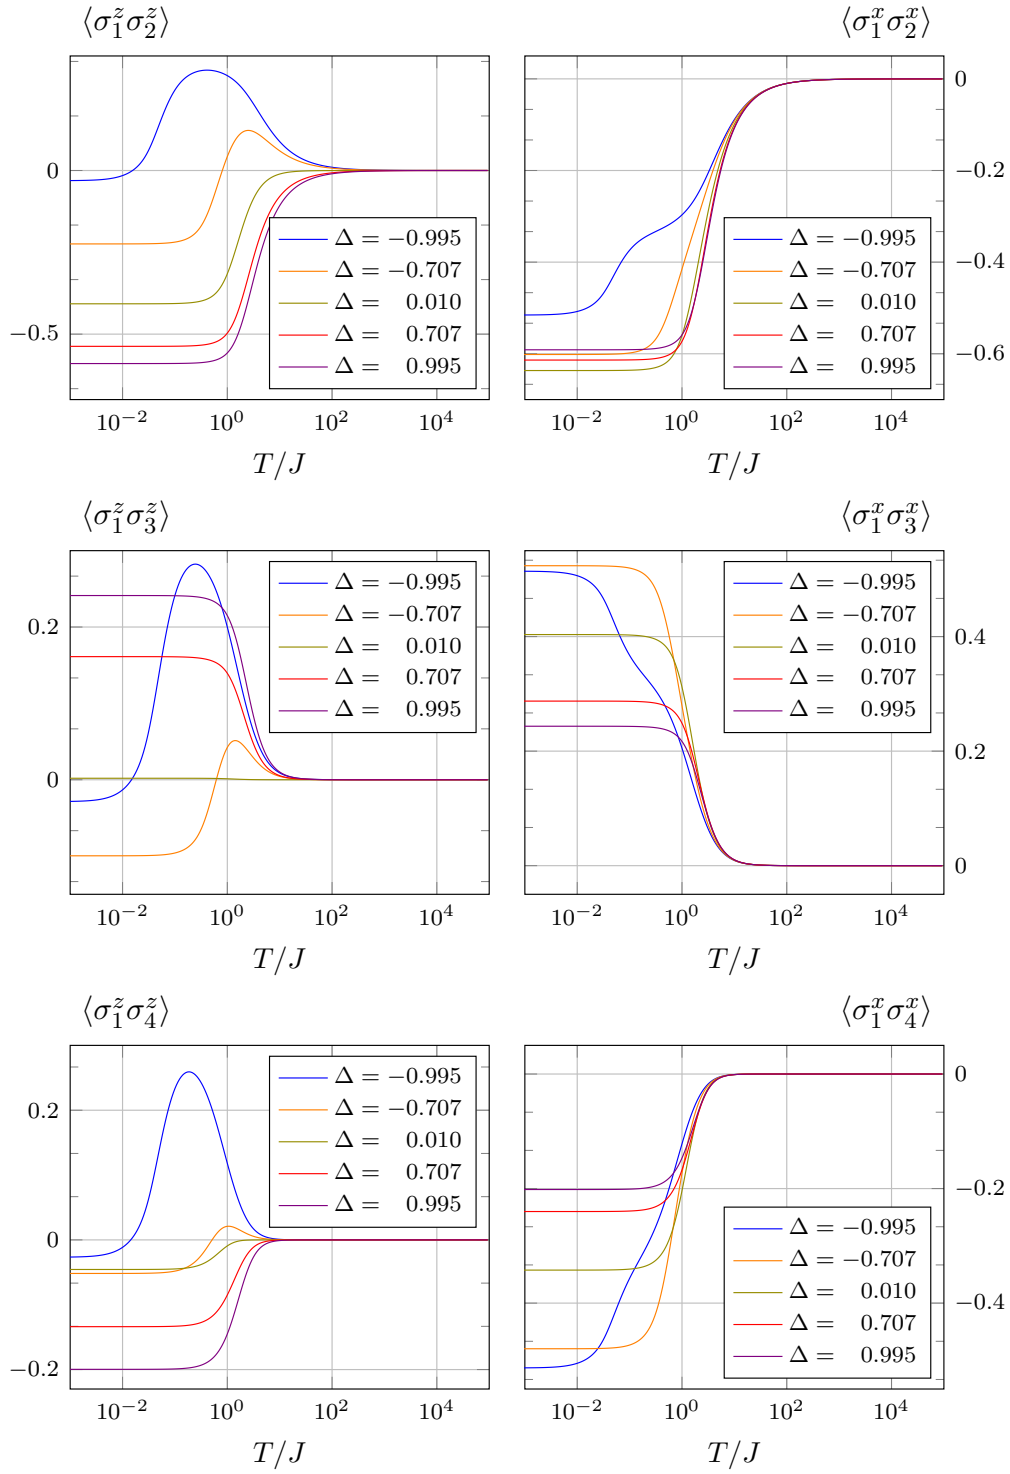 ⟨σ₁ᶻσ₂ᶻ⟩
0
−0.5
Δ = −0.995
Δ = −0.707
Δ = 0.010
Δ = 0.707
Δ = 0.995
10⁻² 10⁰ 10² 10⁴
T/J
⟨σ₁ˣσ₂ˣ⟩
0
−0.2
−0.4
−0.6
Δ = −0.995
Δ = −0.707
Δ = 0.010
Δ = 0.707
Δ = 0.995
10⁻² 10⁰ 10² 10⁴
T/J
⟨σ₁ᶻσ₃ᶻ⟩
0.2
0
Δ = −0.995
Δ = −0.707
Δ = 0.010
Δ = 0.707
Δ = 0.995
10⁻² 10⁰ 10² 10⁴
T/J
⟨σ₁ˣσ₃ˣ⟩
0.4
0.2
0
Δ = −0.995
Δ = −0.707
Δ = 0.010
Δ = 0.707
Δ = 0.995
10⁻² 10⁰ 10² 10⁴
T/J
⟨σ₁ᶻσ₄ᶻ⟩
0.2
0
−0.2
Δ = −0.995
Δ = −0.707
Δ = 0.010
Δ = 0.707
Δ = 0.995
10⁻² 10⁰ 10² 10⁴
T/J
⟨σ₁ˣσ₄ˣ⟩
0
−0.2
−0.4
Δ = −0.995
Δ = −0.707
Δ = 0.010
Δ = 0.707
Δ = 0.995
10⁻² 10⁰ 10² 10⁴
T/J